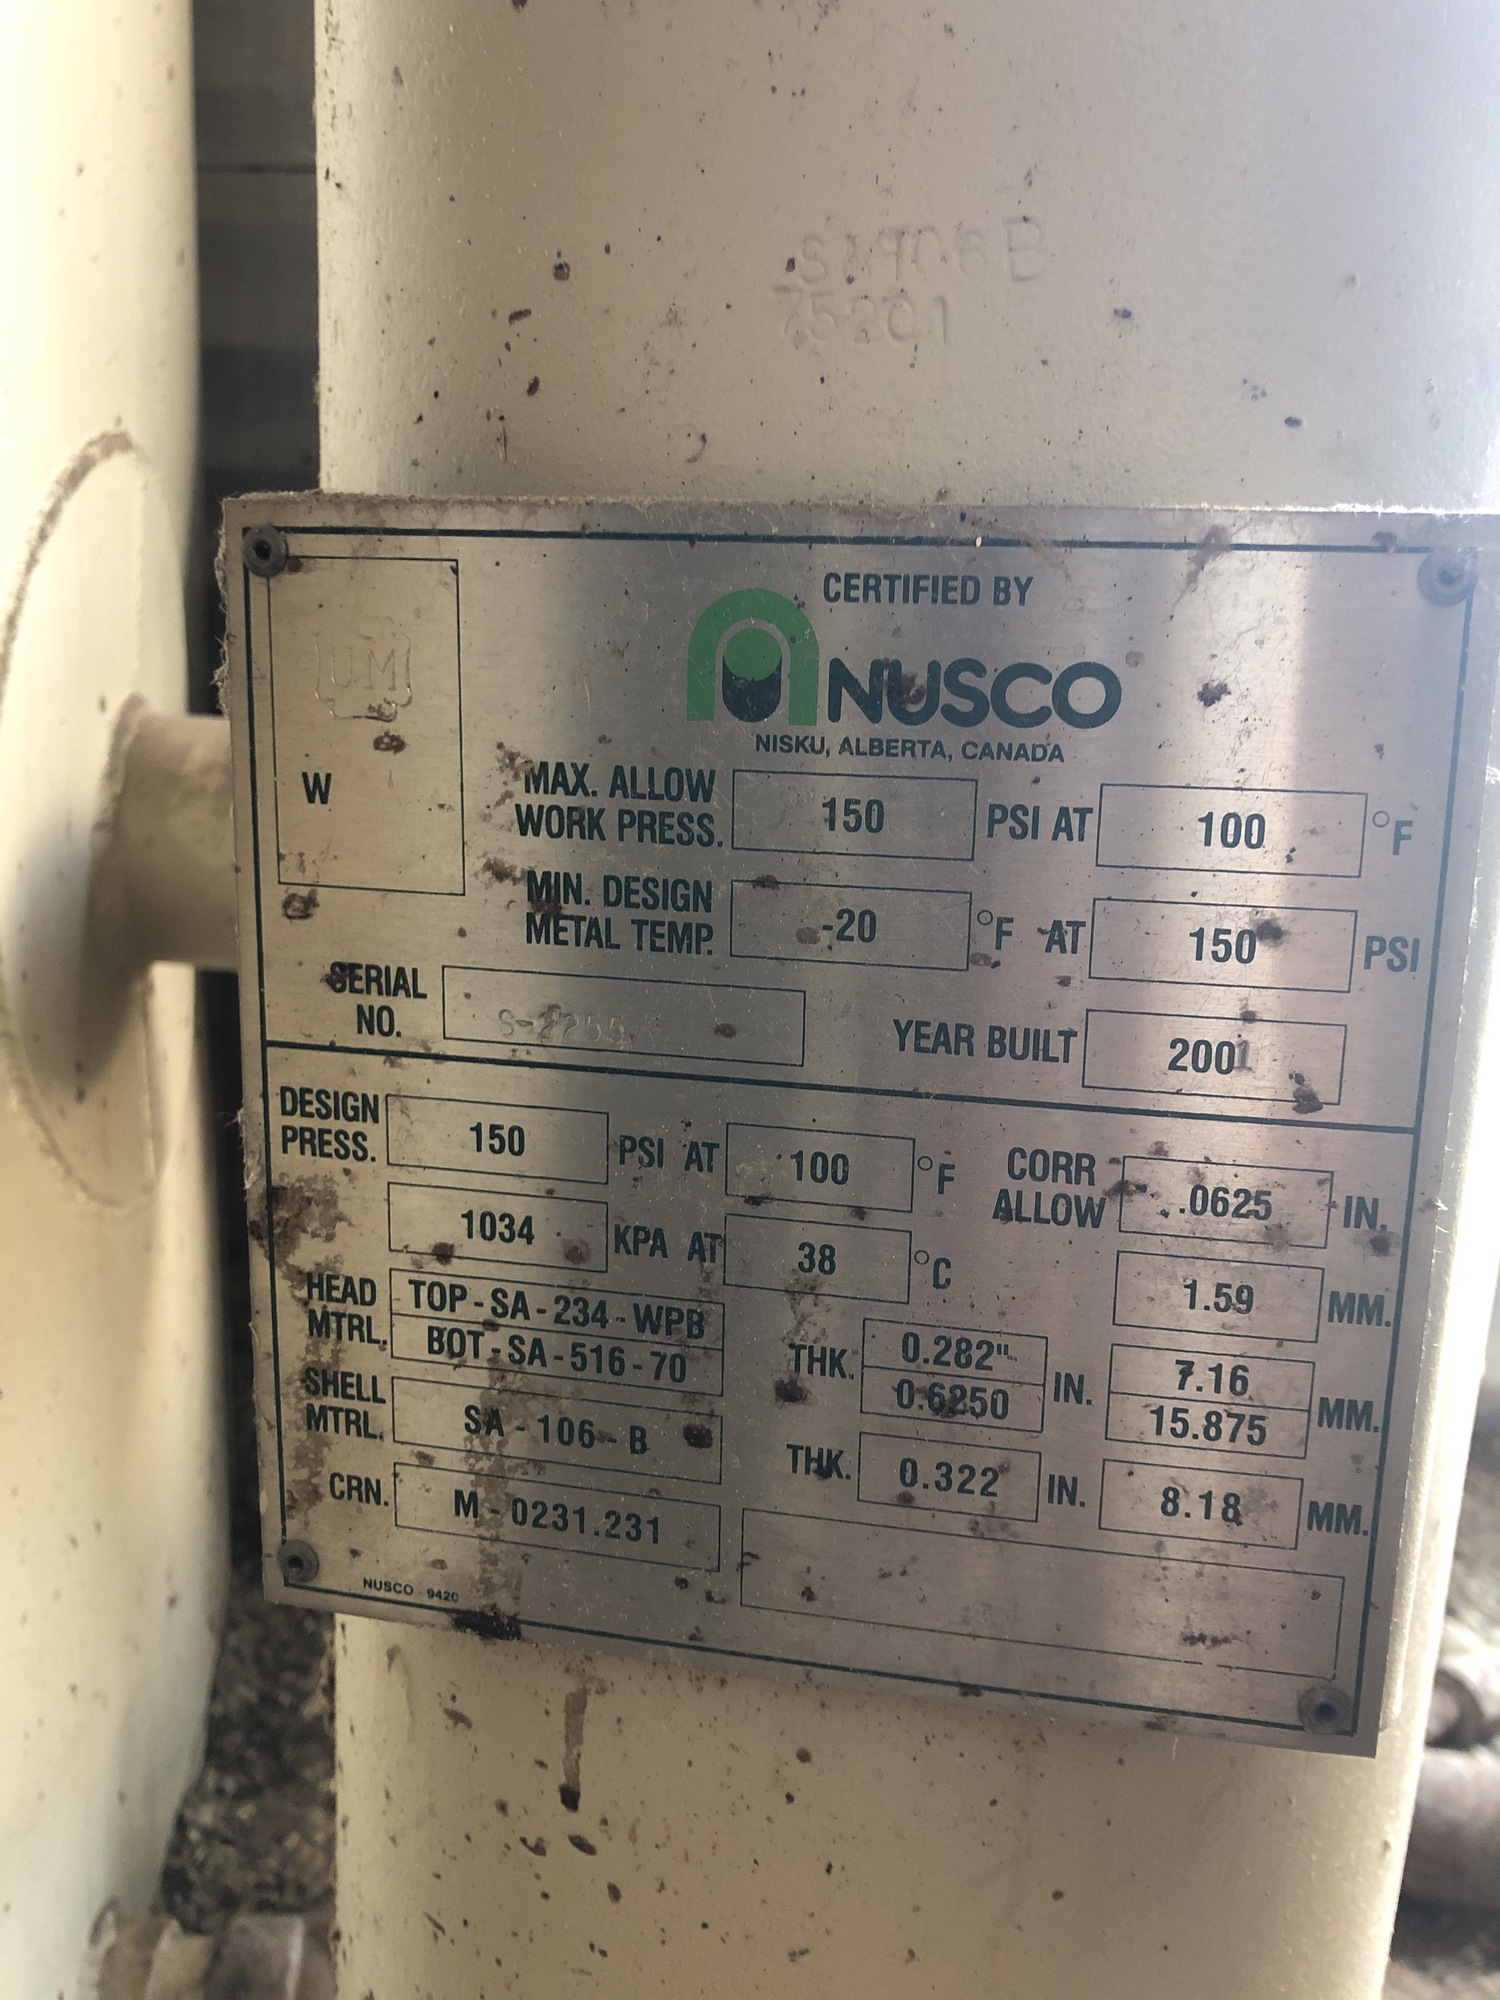 75201
UM
W
CERTIFIED BY
NUSCO
NISKU, ALBERTA, CANADA
MAX. ALLOW
WORK PRESS. 150 PSI AT 100 °F
MIN. DESIGN
METAL TEMP. -20 °F AT 150 PSI
SERIAL
NO. S-2255
YEAR BUILT 2001
DESIGN
PRESS. 150 PSI AT 100 °F
1034 KPA AT 38 °C
CORR
ALLOW .0625 IN.
1.59 MM.
HEAD
MTRL. TOP-SA-234-WPB
BOT-SA-516-70
THK. 0.282" IN. 7.16 MM.
0.6250 15.875
SHELL
MTRL. SA-106-B
THK. 0.322 IN. 8.18 MM.
CRN. M-0231.231
NUSCO 9420